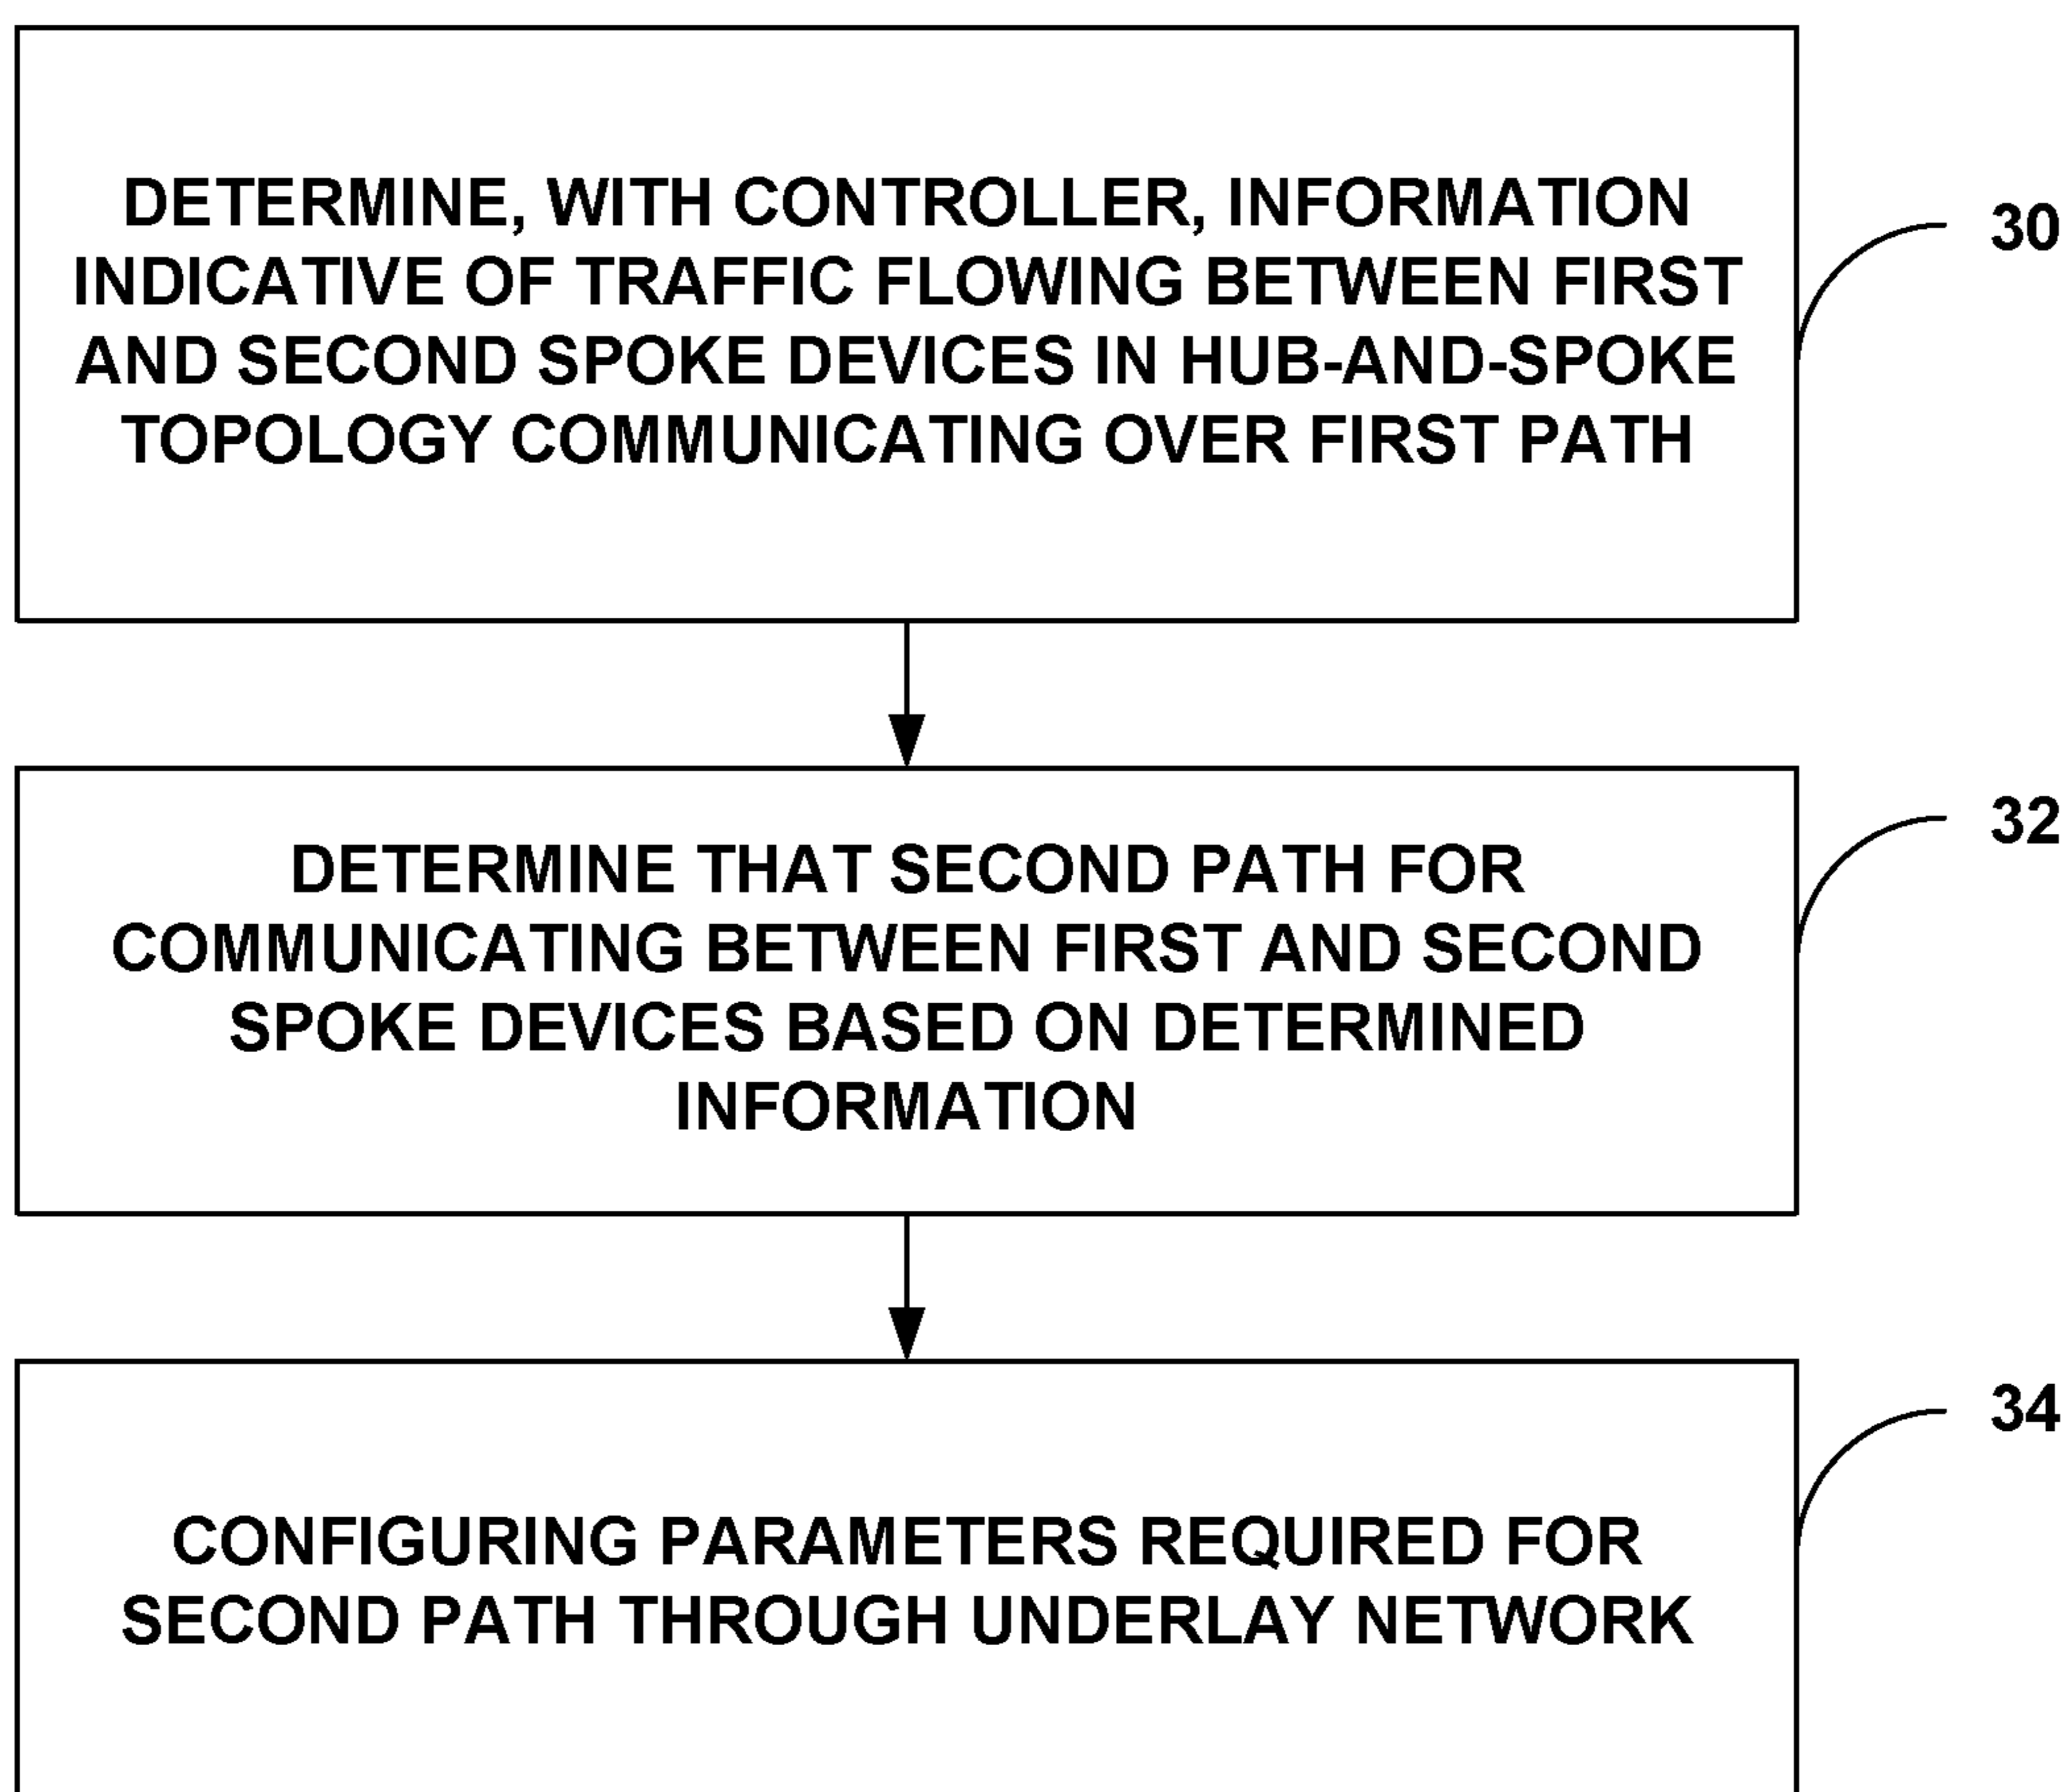 DETERMINE, WITH CONTROLLER, INFORMATION
INDICATIVE OF TRAFFIC FLOWING BETWEEN FIRST
AND SECOND SPOKE DEVICES IN HUB-AND-SPOKE
TOPOLOGY COMMUNICATING OVER FIRST PATH
30
DETERMINE THAT SECOND PATH FOR
COMMUNICATING BETWEEN FIRST AND SECOND
SPOKE DEVICES BASED ON DETERMINED
INFORMATION
32
CONFIGURING PARAMETERS REQUIRED FOR
SECOND PATH THROUGH UNDERLAY NETWORK
34